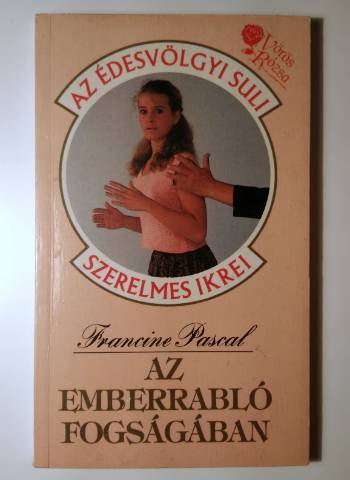 Vörös
Rózsa
AZ ÉDESVÖLGYI SULI
SZERELMES IKREI
Francine Pascal
AZ
EMBERRABLÓ
FOGSÁGÁBAN